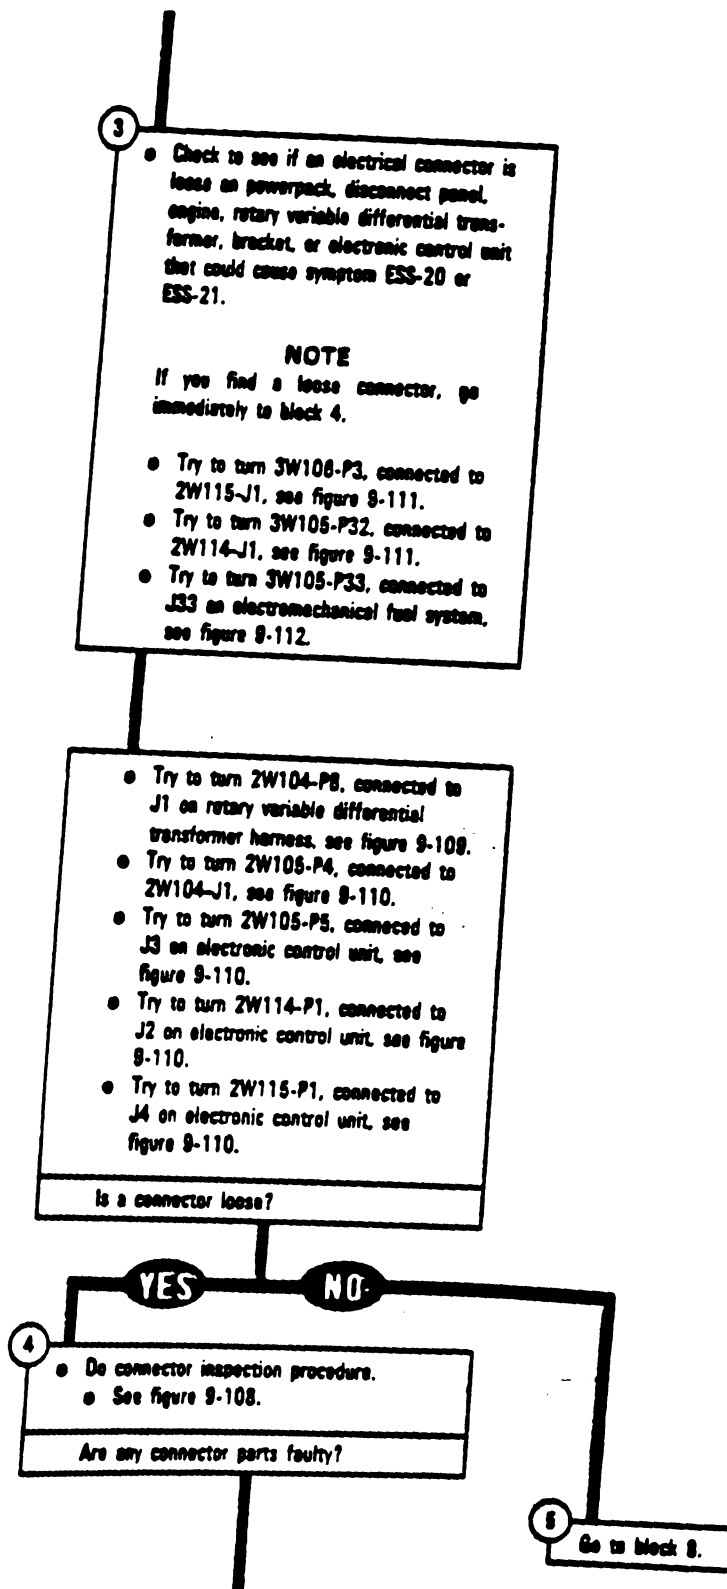 3
● Check to see if an electrical connector is
loose on powerpack, disconnect panel,
engine, rotary variable differential trans-
former, bracket, or electronic control unit
that could cause symptom ESS-20 or
ESS-21.
NOTE
If you find a loose connector, go
immediately to block 4.
● Try to turn 3W106-P3, connected to
2W115-J1, see figure 9-111.
● Try to turn 3W105-P32, connected to
2W114-J1, see figure 9-111.
● Try to turn 3W105-P33, connected to
J33 on electromechanical fuel system,
see figure 9-112.
● Try to turn 2W104-P8, connected to
J1 on rotary variable differential
transformer harness, see figure 9-109.
● Try to turn 2W105-P4, connected to
2W104-J1, see figure 9-110.
● Try to turn 2W105-P5, conneced to
J3 on electronic control unit, see
figure 9-110.
● Try to turn 2W114-P1, connected to
J2 on electronic control unit, see figure
9-110.
● Try to turn 2W115-P1, connected to
J4 on electronic control unit, see
figure 9-110.
Is a connector loose?
YES NO
4
● Do connector inspection procedure.
● See figure 9-108.
Are any connector parts faulty?
5
Go to block 8.